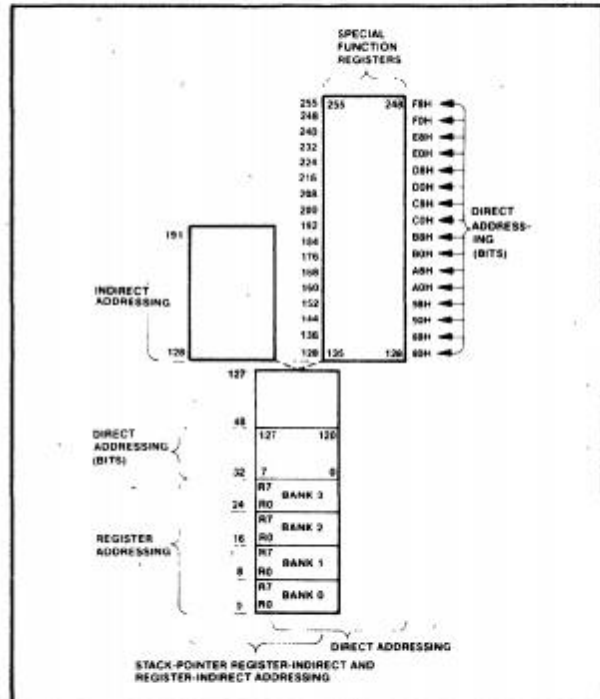 SPECIAL
FUNCTION
REGISTERS
255 255 248 F8H
248 F0H
240 E8H
232 E0H
224 D8H
216 D0H
208 C8H
200 C0H
192 B8H
184 B0H
176 A8H
168 A0H
160 98H
152 90H
144 88H
136 80H
128 135 128
DIRECT
ADDRESS-
ING
(BITS)
191
INDIRECT
ADDRESSING
128
127
48
DIRECT
ADDRESSING
(BITS)
127 120
32 7 0
R7
R0 BANK 3
24
R7
R0 BANK 2
16
REGISTER
ADDRESSING
R7
R0 BANK 1
8
R7
R0 BANK 0
0
DIRECT ADDRESSING
STACK-POINTER REGISTER-INDIRECT AND
REGISTER-INDIRECT ADDRESSING